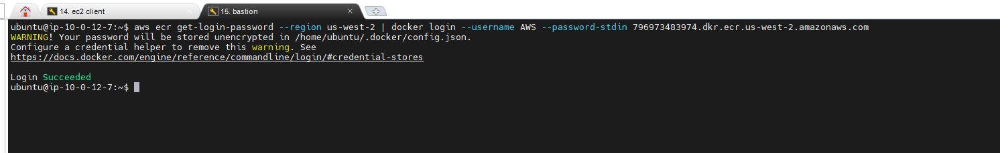 14. ec2 client
15. bastion
ubuntu@ip-10-0-12-7:~$ aws ecr get-login-password --region us-west-2 | docker login --username AWS --password-stdin 796973483974.dkr.ecr.us-west-2.amazonaws.com
WARNING! Your password will be stored unencrypted in /home/ubuntu/.docker/config.json.
Configure a credential helper to remove this warning. See
https://docs.docker.com/engine/reference/commandline/login/#credential-stores
Login Succeeded
ubuntu@ip-10-0-12-7:~$